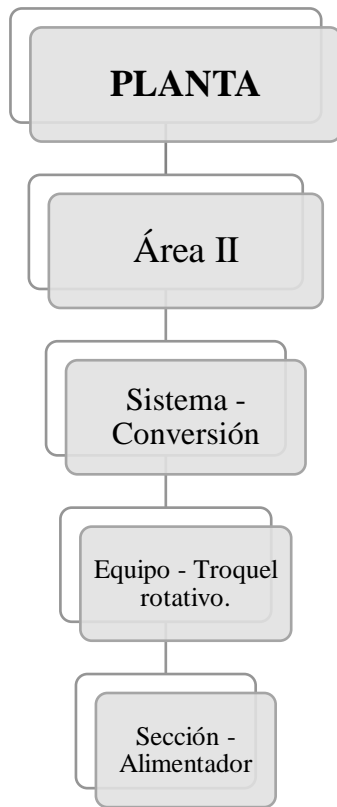 PLANTA
Área II
Sistema -
Conversión
Equipo - Troquel
rotativo.
Sección -
Alimentador